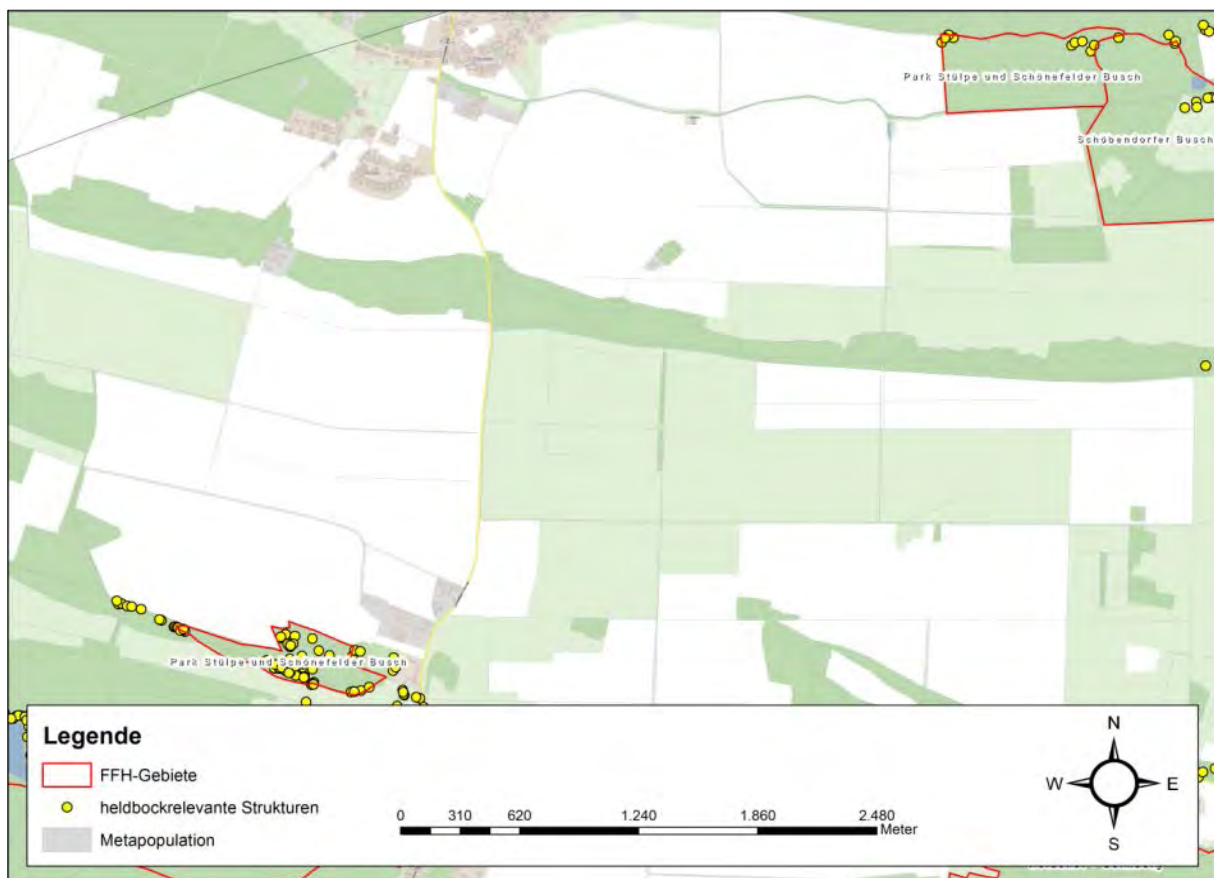 Park Stülpe und Schönefelder Busch
Schöbendorfer Busch
Park Stülpe und Schönefelder Busch
Legende
FFH-Gebiete
heldbockrelevante Strukturen
Metapopulation
0 310 620 1.240 1.860 2.480
Meter
N
W E
S